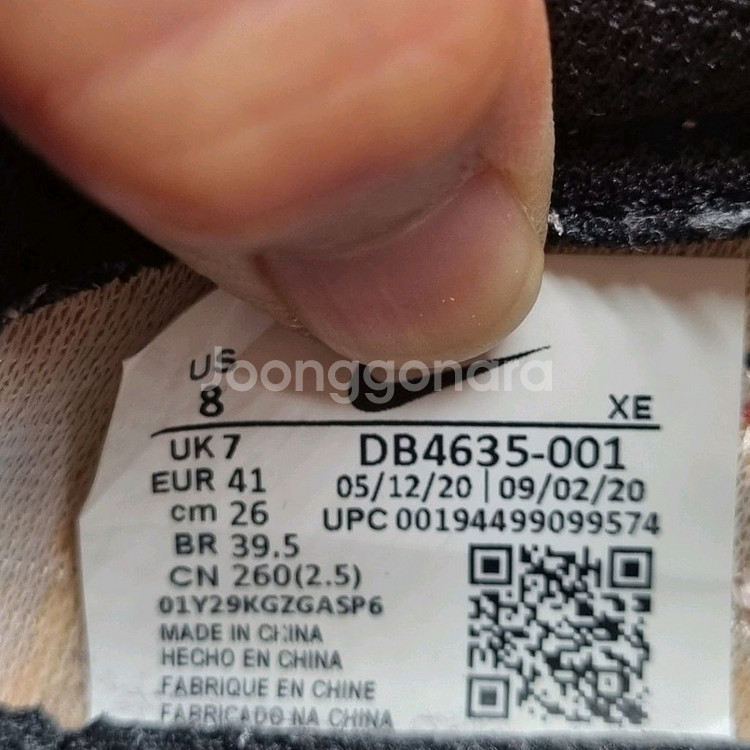 US
8
Joonggonara
XE
UK 7
EUR 41
cm 26
BR 39.5
CN 260(2.5)
DB4635-001
05/12/20 | 09/02/20
UPC 00194499099574
01Y29KGZGASP6
MADE IN CHINA
HECHO EN CHINA
FABRIQUE EN CHINE
FABRICADO NA CHINA